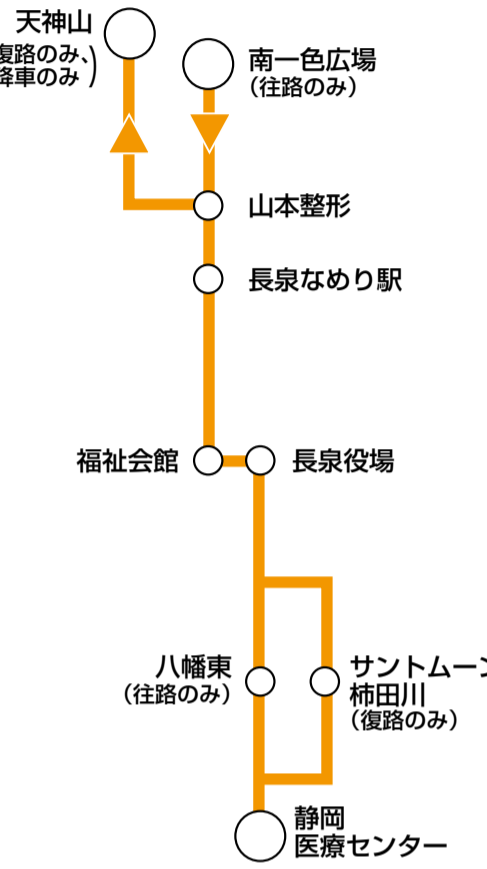 天神山
復路のみ、
降車のみ)
南一色広場
(往路のみ)
山本整形
長泉なめり駅
福祉会館
長泉役場
八幡東
(往路のみ)
サントムーン
柿田川
(復路のみ)
静岡
医療センター